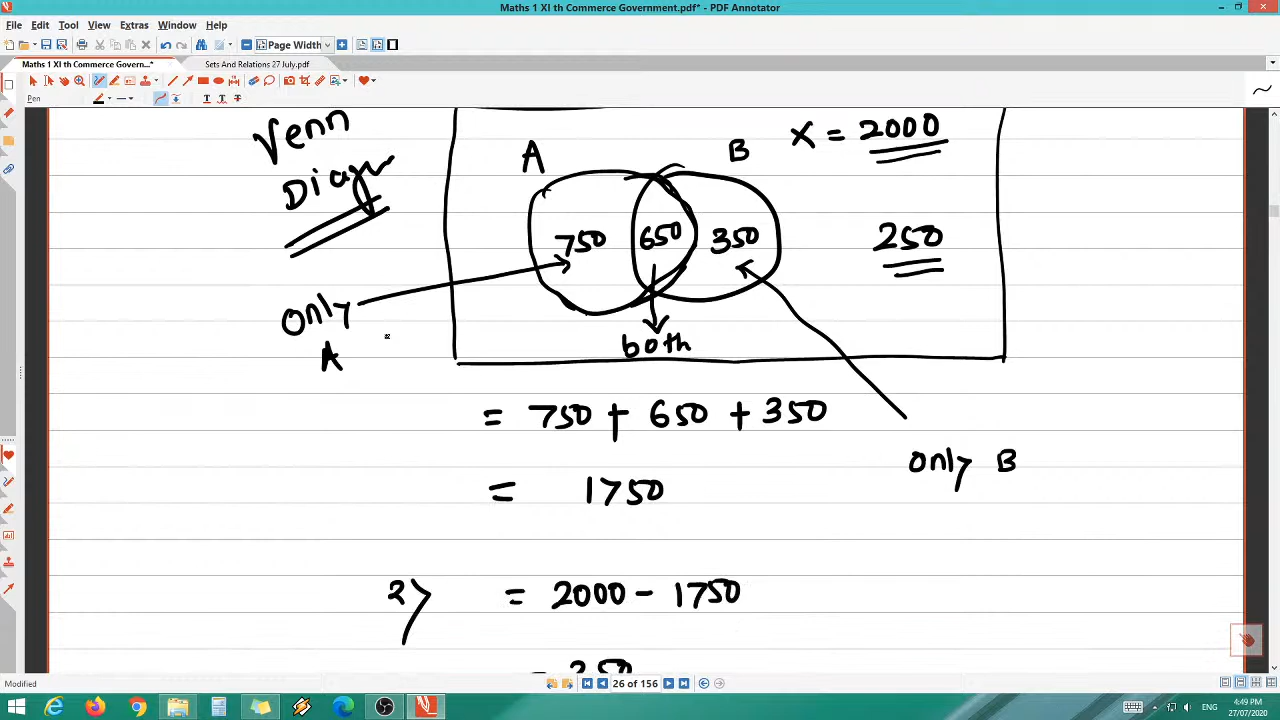 Maths 1 XI th Commerce Government.pdf* - PDF Annotator
File Edit Tool View Extras Window Help
Page Width
Maths 1 XI th Commerce Govern...*
Sets And Relations 27 July.pdf
Pen
Venn
Diagr
A
B
X = 2000
750
650
350
250
only
A
both
= 750 + 650 + 350
only B
= 1750
2> = 2000 - 1750
= 250
Modified
26 of 156
ENG
4:49 PM
27/07/2020